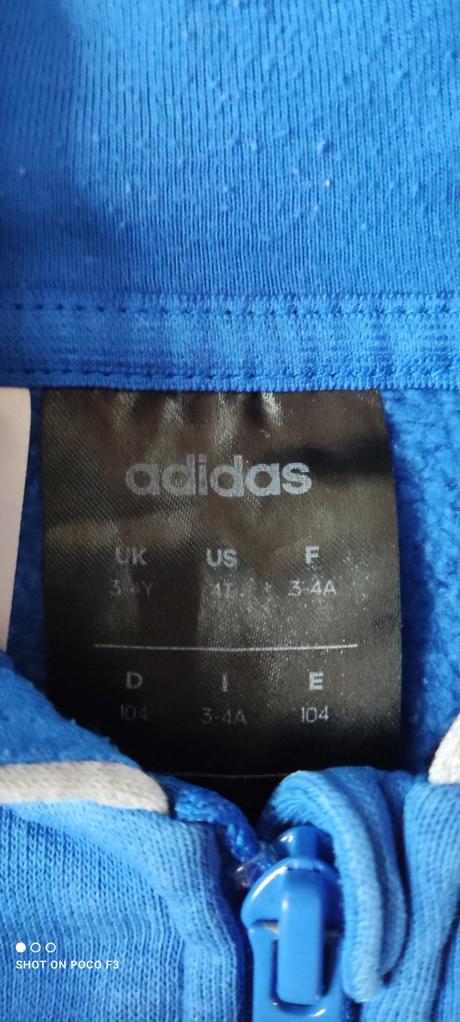 adidas
UK US F
3-4Y 4T 3-4A
D I E
104 3-4A 104
SHOT ON POCO F3